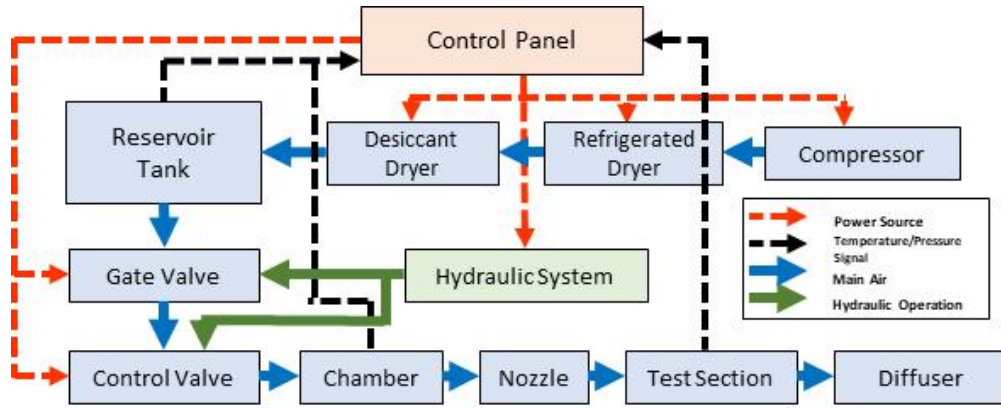 Control Panel
Reservoir
Tank
Desiccant
Dryer
Refrigerated
Dryer
Compressor
Power Source
Temperature/Pressure
Signal
Main Air
Hydraulic Operation
Gate Valve
Hydraulic System
Control Valve
Chamber
Nozzle
Test Section
Diffuser